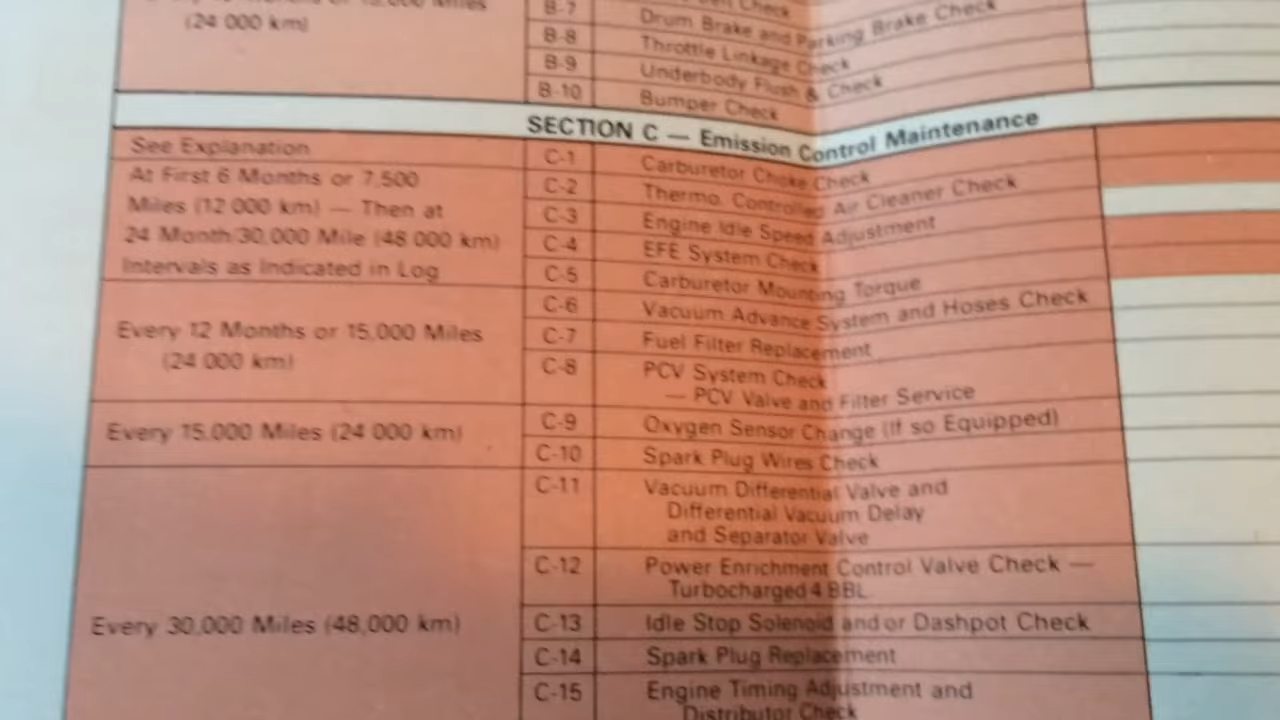 (24 000 km)
B-7 Check
B-8 Drum Brake and Parking Brake Check
B-9 Throttle Linkage Check
B-10 Underbody Flush & Check
Bumper Check
SECTION C — Emission Control Maintenance
See Explanation
C-1 Carburetor Choke Check
At First 6 Months or 7,500
Miles (12 000 km) — Then at
24 Month/30,000 Mile (48 000 km)
Intervals as Indicated in Log
C-2 Thermo. Controlled Air Cleaner Check
C-3 Engine Idle Speed Adjustment
C-4 EFE System Check
C-5 Carburetor Mounting Torque
Every 12 Months or 15,000 Miles
(24 000 km)
C-6 Vacuum Advance System and Hoses Check
C-7 Fuel Filter Replacement
C-8 PCV System Check
— PCV Valve and Filter Service
Every 15,000 Miles (24 000 km)
C-9 Oxygen Sensor Change (If so Equipped)
C-10 Spark Plug Wires Check
Every 30,000 Miles (48,000 km)
C-11 Vacuum Differential Valve and
Differential Vacuum Delay
and Separator Valve
C-12 Power Enrichment Control Valve Check —
Turbocharged 4 BBL
C-13 Idle Stop Solenoid and or Dashpot Check
C-14 Spark Plug Replacement
C-15 Engine Timing Adjustment and
Distributor Check